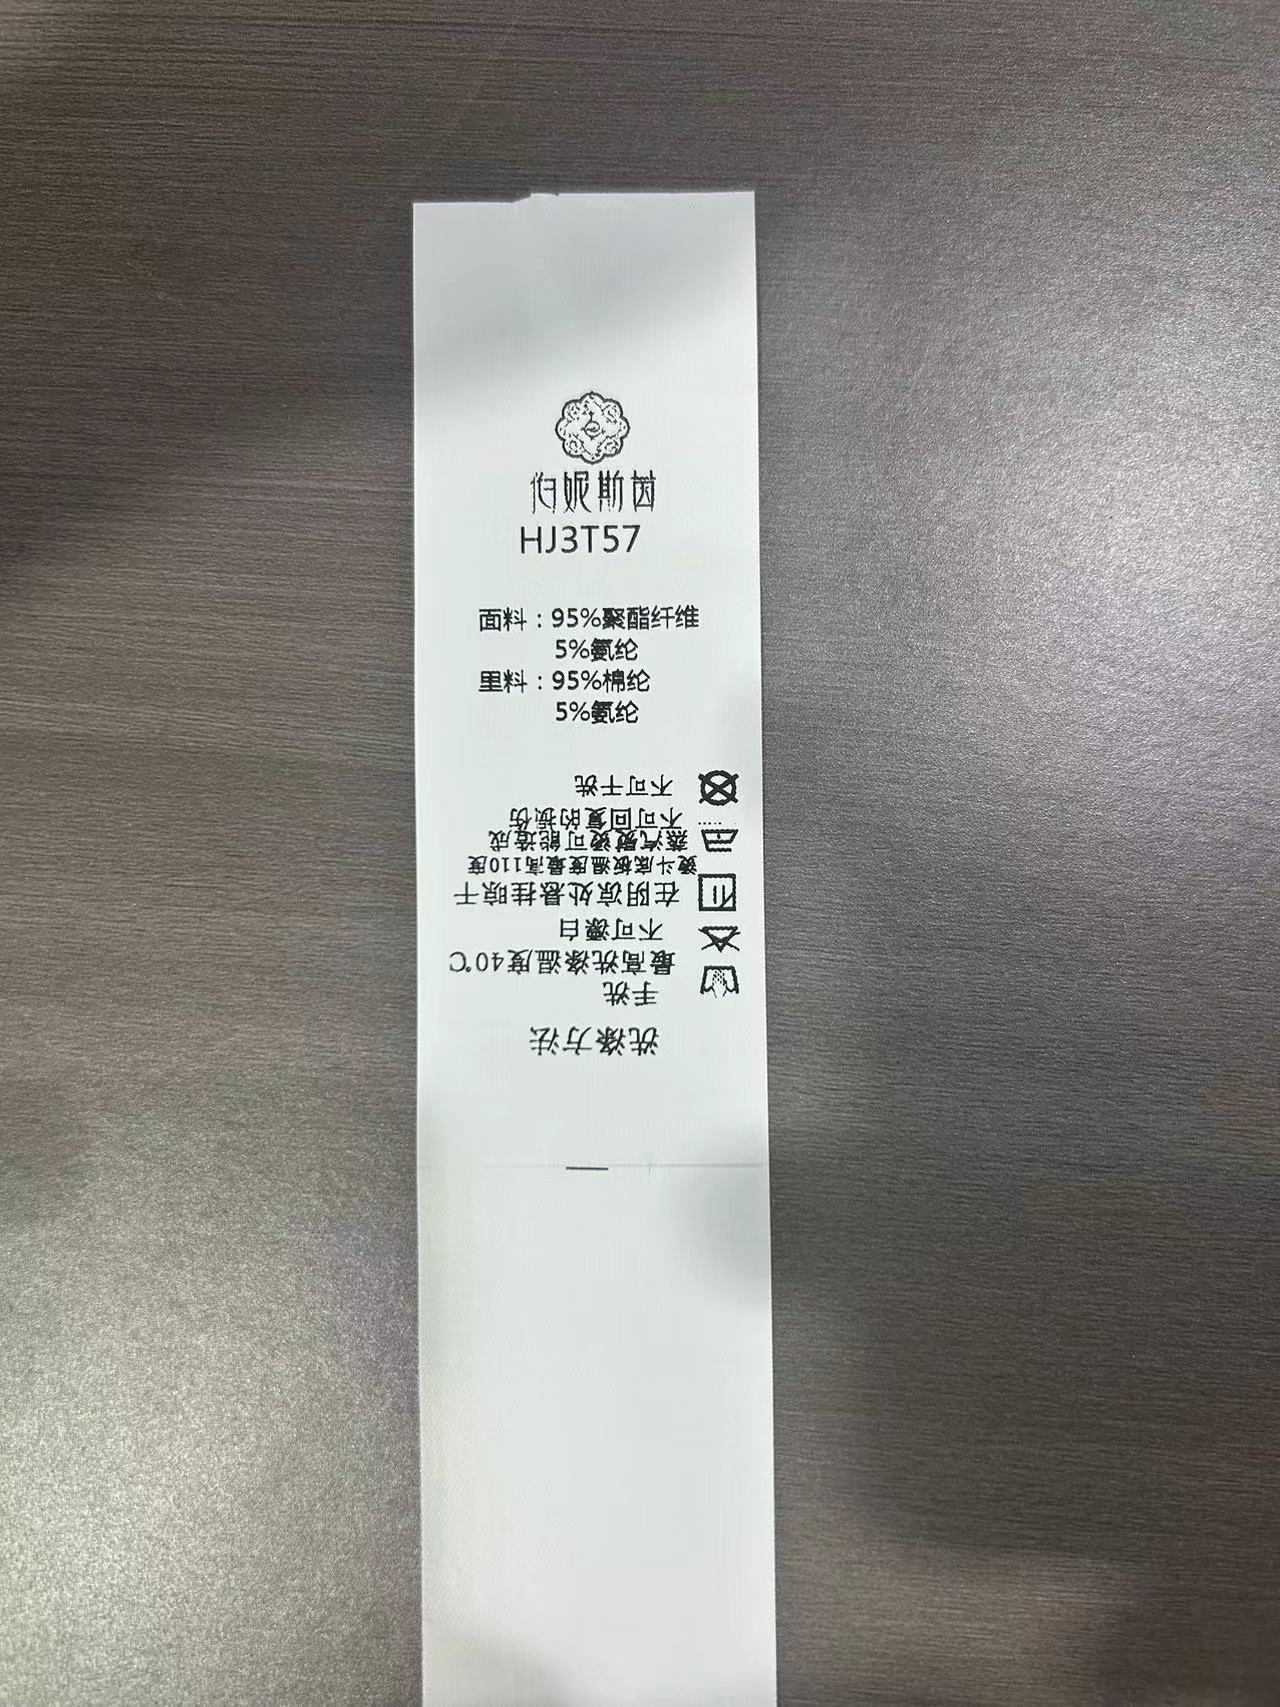 伯妮斯茵
HJ3T57
面料：95%聚酯纤维
5%氨纶
里料：95%棉纶
5%氨纶
洗涤方法
手洗
最高洗涤温度40℃
不可漂白
在阴凉处悬挂晾干
熨斗底板温度最高110度
蒸汽熨烫可能造成
不可回复的损伤
不可干洗